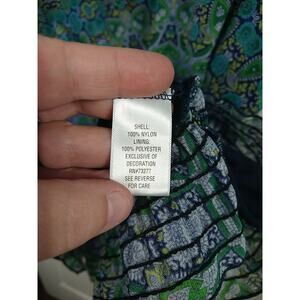 SHELL:
100% NYLON
LINING:
100% POLYESTER
EXCLUSIVE OF
DECORATION
RN#73277
SEE REVERSE
FOR CARE